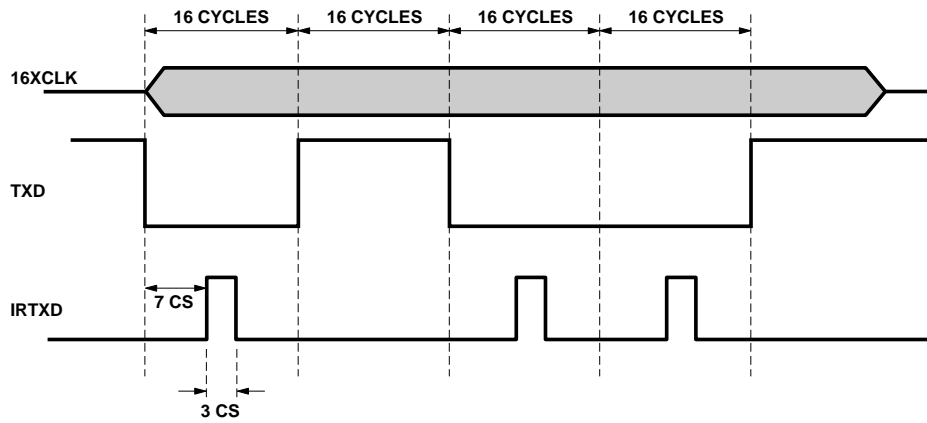 16 CYCLES 16 CYCLES 16 CYCLES 16 CYCLES
16XCLK
TXD
7 CS
IRTXD
3 CS